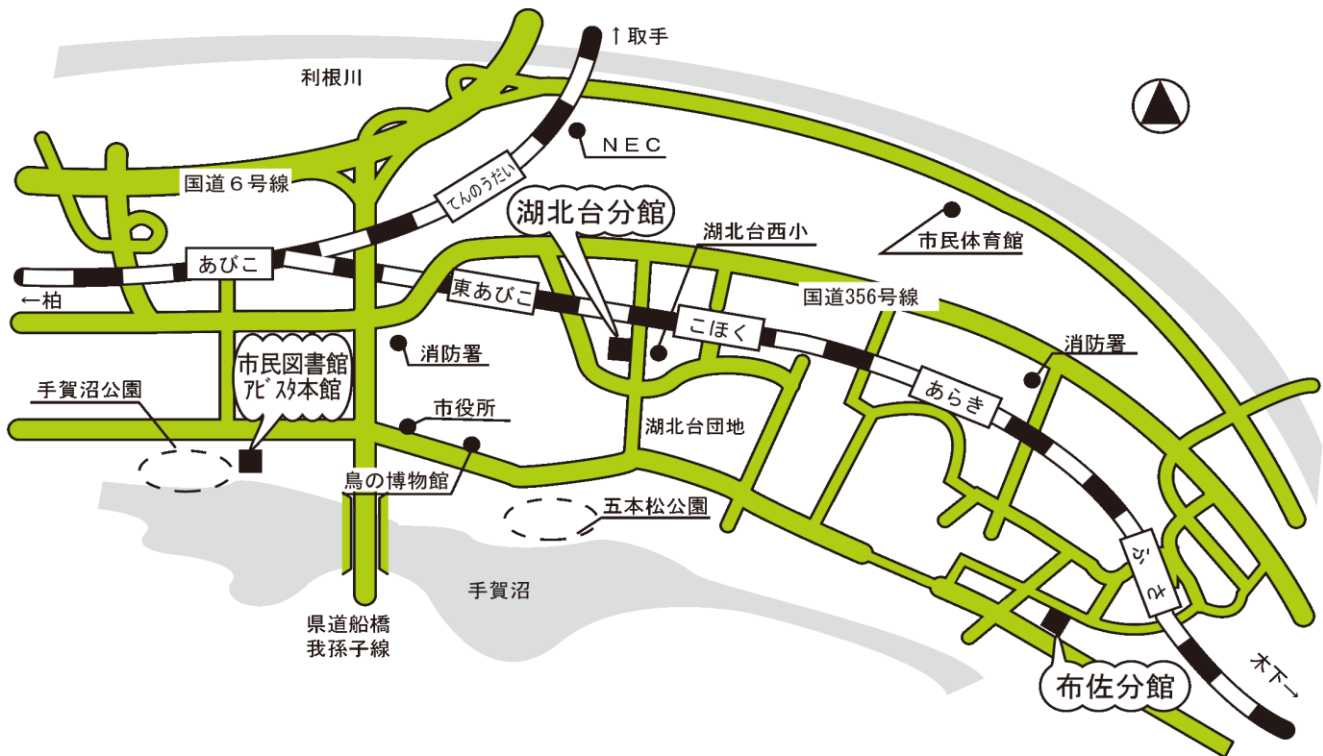 ↑取手
利根川
NEC
国道6号線
てんのうだい
湖北台分館
湖北台西小
市民体育館
あびこ
←柏
東あびこ
国道356号線
こほく
消防署
消防署
市民図書館
アビスタ本館
手賀沼公園
あらき
市役所
湖北台団地
鳥の博物館
五本松公園
ふさ
手賀沼
県道船橋
我孫子線
木下→
布佐分館